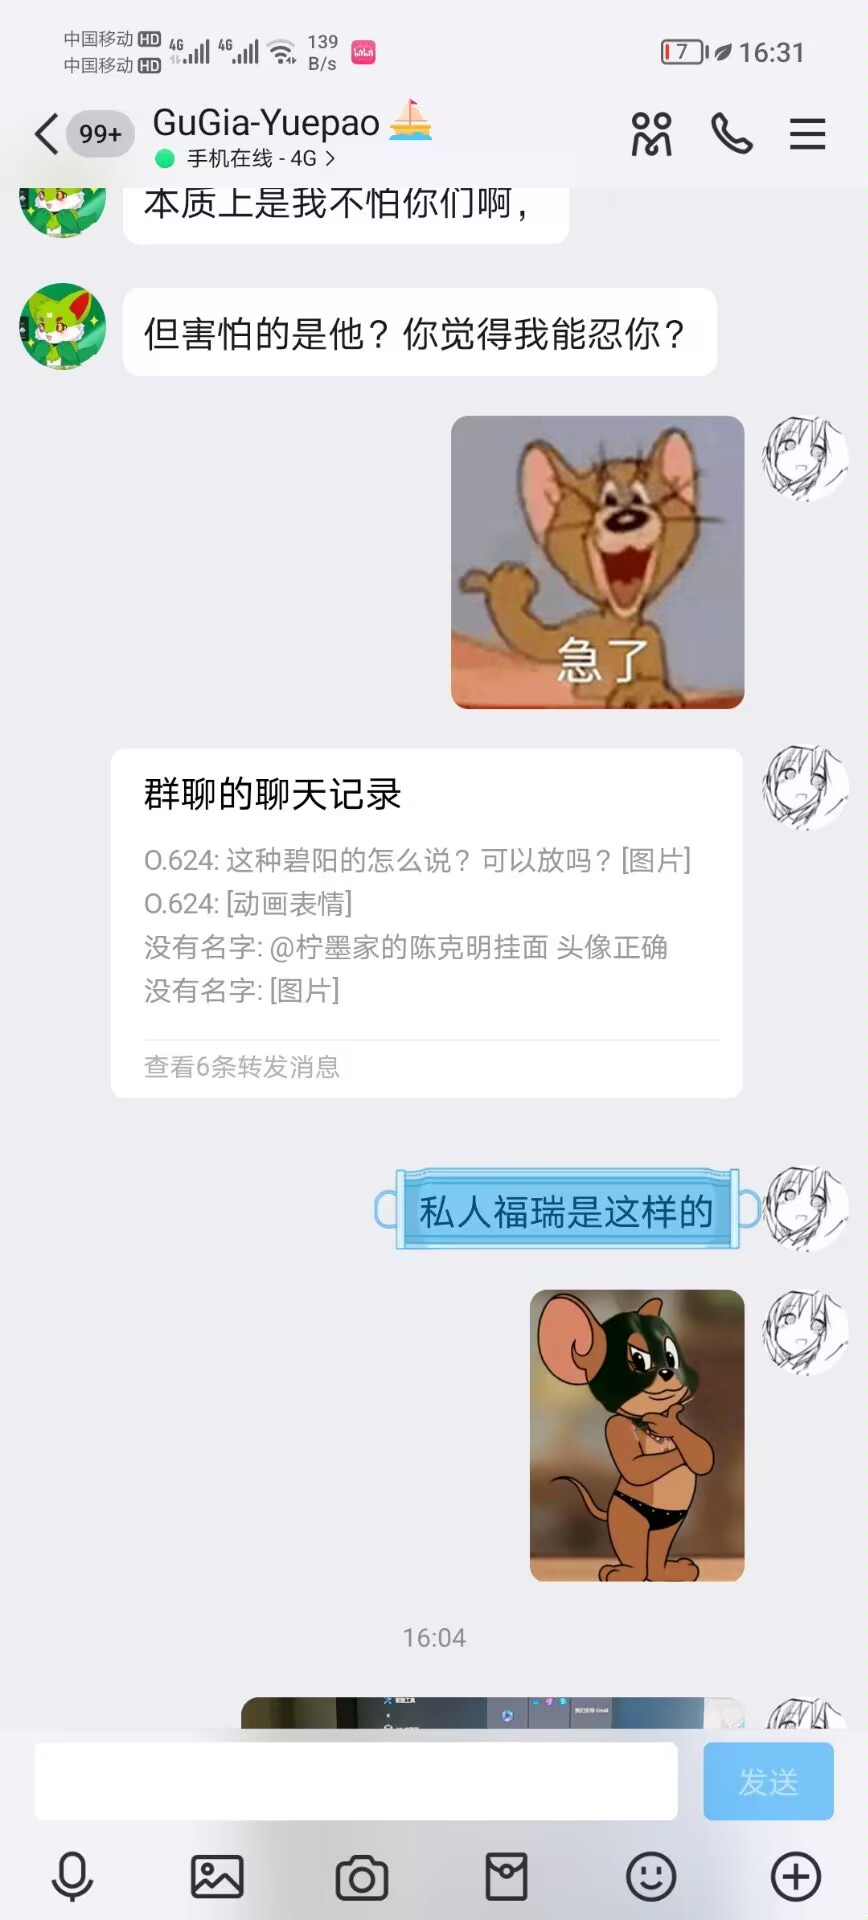 中国移动 HD 4G 4G 139 B/s 7 16:31
中国移动 HD
99+ GuGia-Yuepao
手机在线 - 4G >
本质上是我不怕你们啊，
但害怕的是他？你觉得我能忍你？
急了
群聊的聊天记录
O.624: 这种碧阳的怎么说？可以放吗？[图片]
O.624: [动画表情]
没有名字: @柠墨家的陈克明挂面 头像正确
没有名字: [图片]
查看6条转发消息
私人福瑞是这样的
16:04
发送